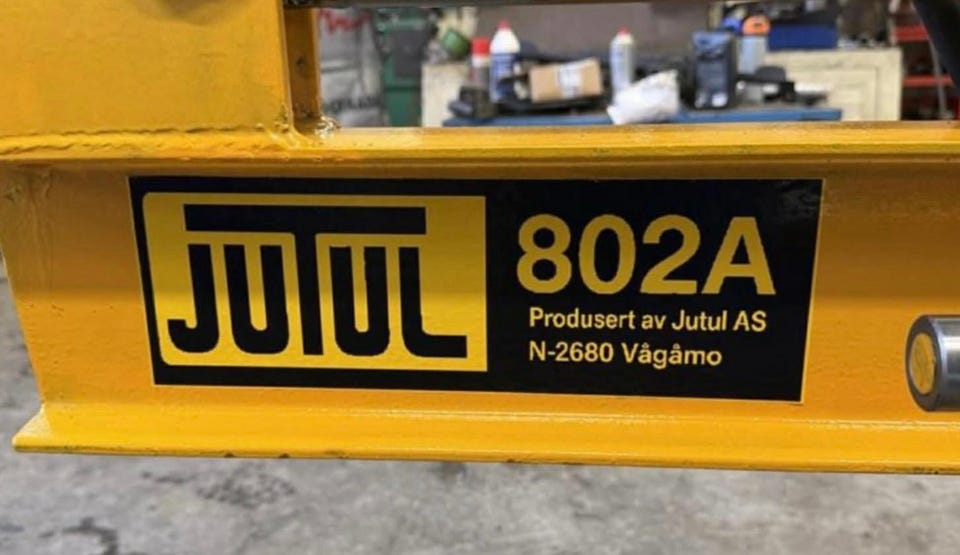 JUTUL
802A
Produsert av Jutul AS
N-2680 Vågåmo